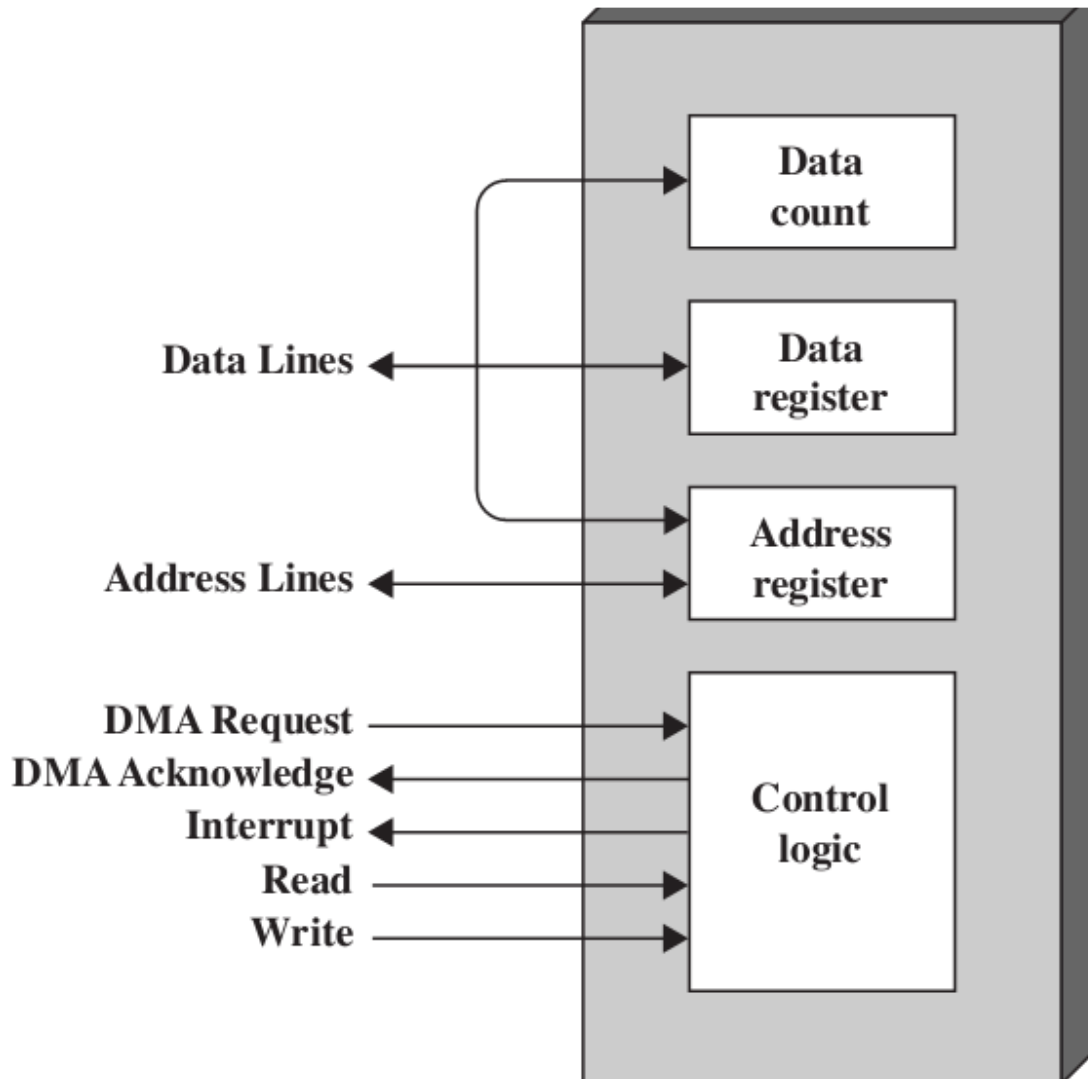 Data
count
Data Lines
Data
register
Address Lines
Address
register
DMA Request
DMA Acknowledge
Interrupt
Read
Write
Control
logic